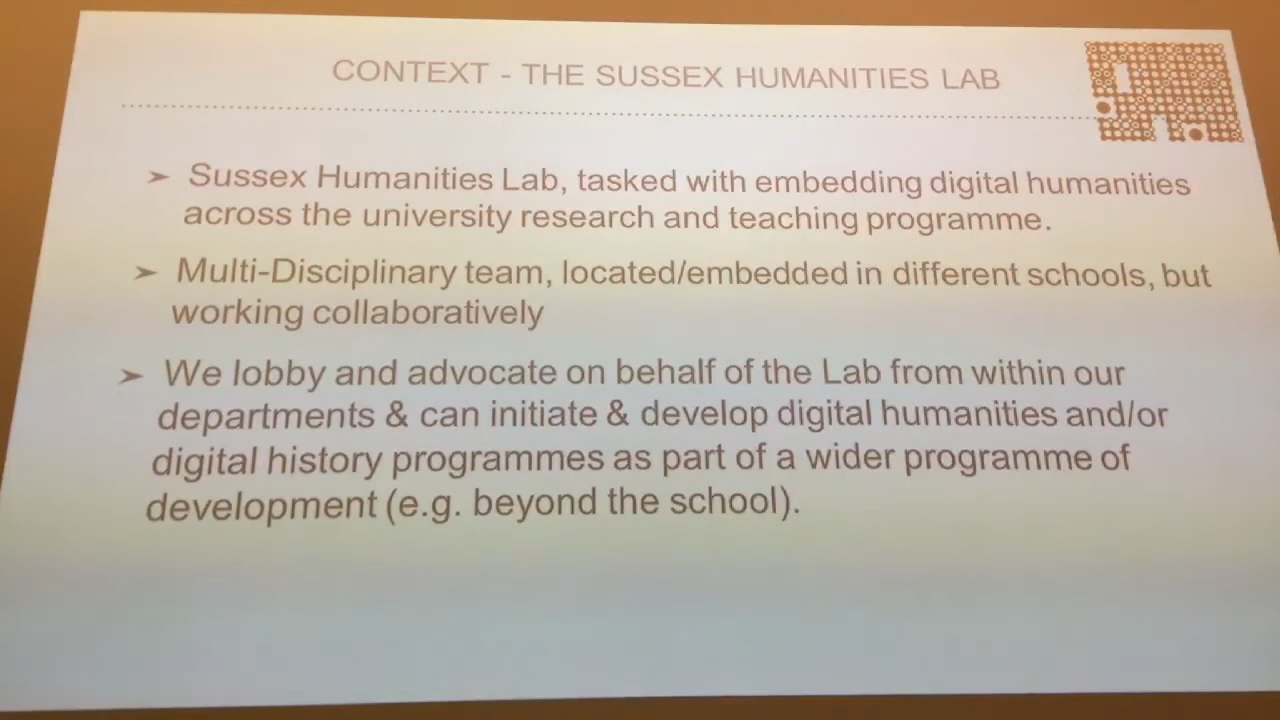 CONTEXT - THE SUSSEX HUMANITIES LAB
➤ Sussex Humanities Lab, tasked with embedding digital humanities
across the university research and teaching programme.
➤ Multi-Disciplinary team, located/embedded in different schools, but
working collaboratively
➤ We lobby and advocate on behalf of the Lab from within our
departments & can initiate & develop digital humanities and/or
digital history programmes as part of a wider programme of
development (e.g. beyond the school).